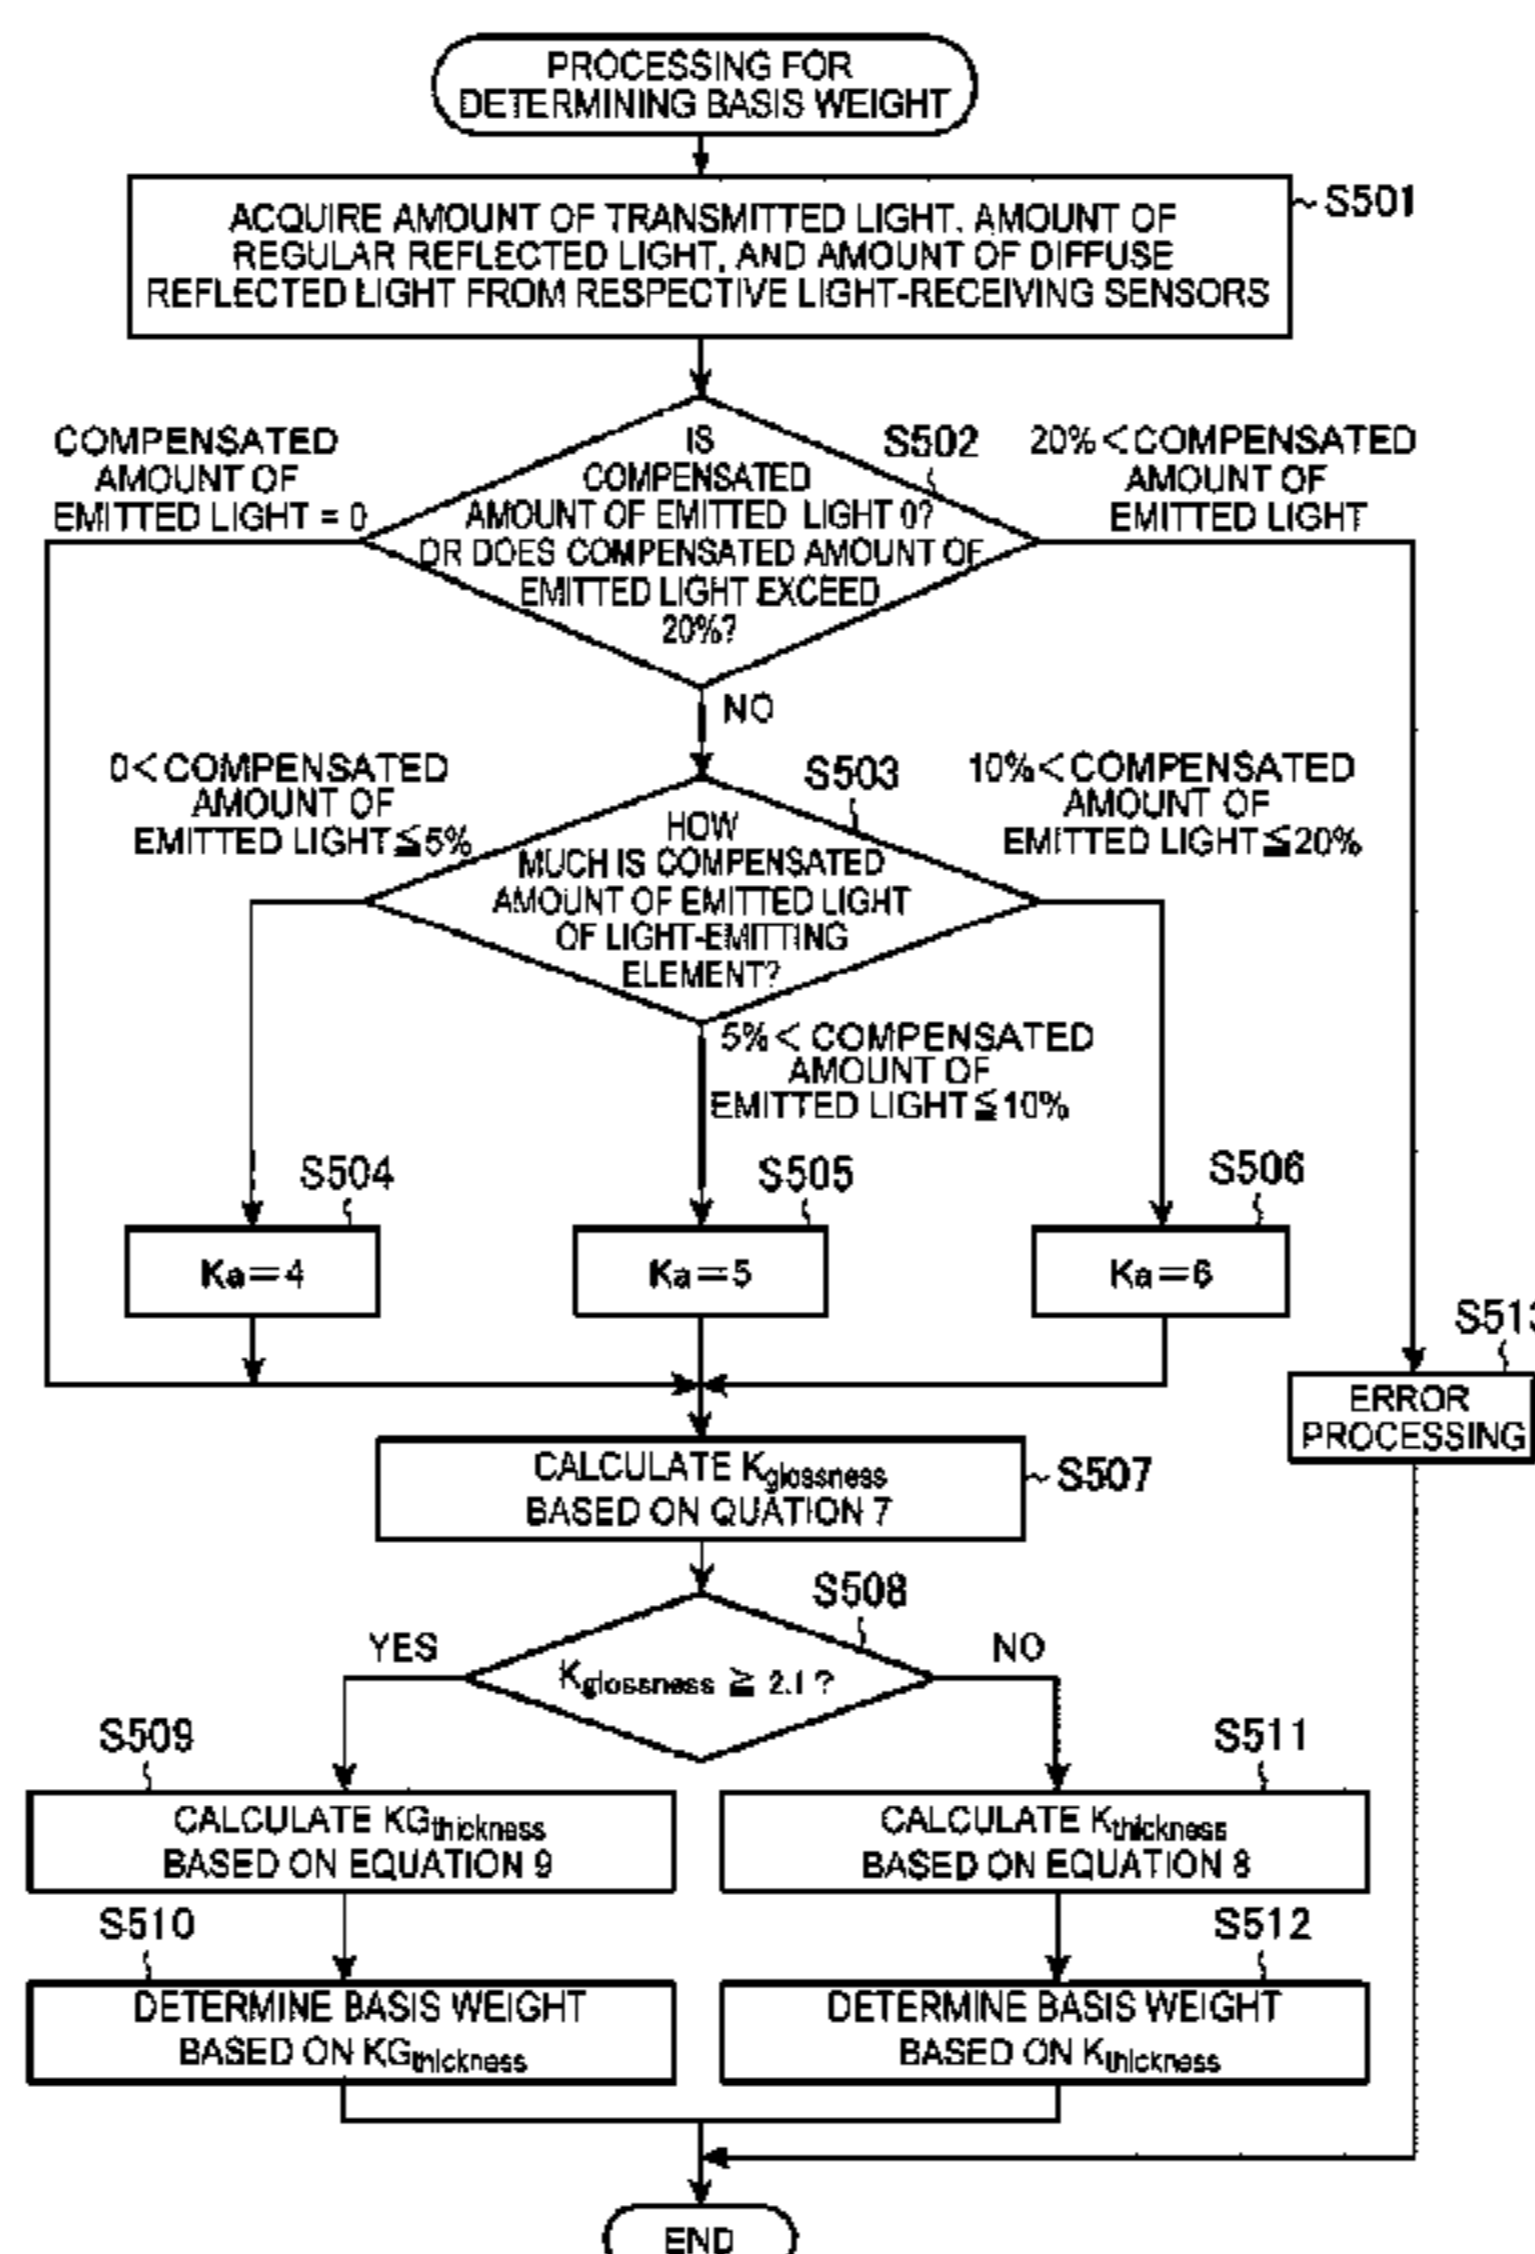 PROCESSING FOR
DETERMINING BASIS WEIGHT
S501
ACQUIRE AMOUNT OF TRANSMITTED LIGHT, AMOUNT OF
REGULAR REFLECTED LIGHT, AND AMOUNT OF DIFFUSE
REFLECTED LIGHT FROM RESPECTIVE LIGHT-RECEIVING SENSORS
COMPENSATED
AMOUNT OF
EMITTED LIGHT = 0
S502
IS
COMPENSATED
AMOUNT OF EMITTED LIGHT 0?
OR DOES COMPENSATED AMOUNT OF
EMITTED LIGHT EXCEED
20%?
20%<COMPENSATED
AMOUNT OF
EMITTED LIGHT
NO
0<COMPENSATED
AMOUNT OF
EMITTED LIGHT≦5%
S503
HOW
MUCH IS COMPENSATED
AMOUNT OF EMITTED LIGHT
OF LIGHT-EMITTING
ELEMENT?
10%<COMPENSATED
AMOUNT OF
EMITTED LIGHT≦20%
5%<COMPENSATED
AMOUNT OF
EMITTED LIGHT≦10%
S504
Ka=4
S505
Ka=5
S506
Ka=6
S513
ERROR
PROCESSING
CALCULATE Kglossness
BASED ON QUATION 7
S507
S508
Kglossness ≧ 2.1 ?
YES
NO
S509
CALCULATE KGthickness
BASED ON EQUATION 9
S511
CALCULATE Kthickness
BASED ON EQUATION 8
S510
DETERMINE BASIS WEIGHT
BASED ON KGthickness
S512
DETERMINE BASIS WEIGHT
BASED ON Kthickness
END